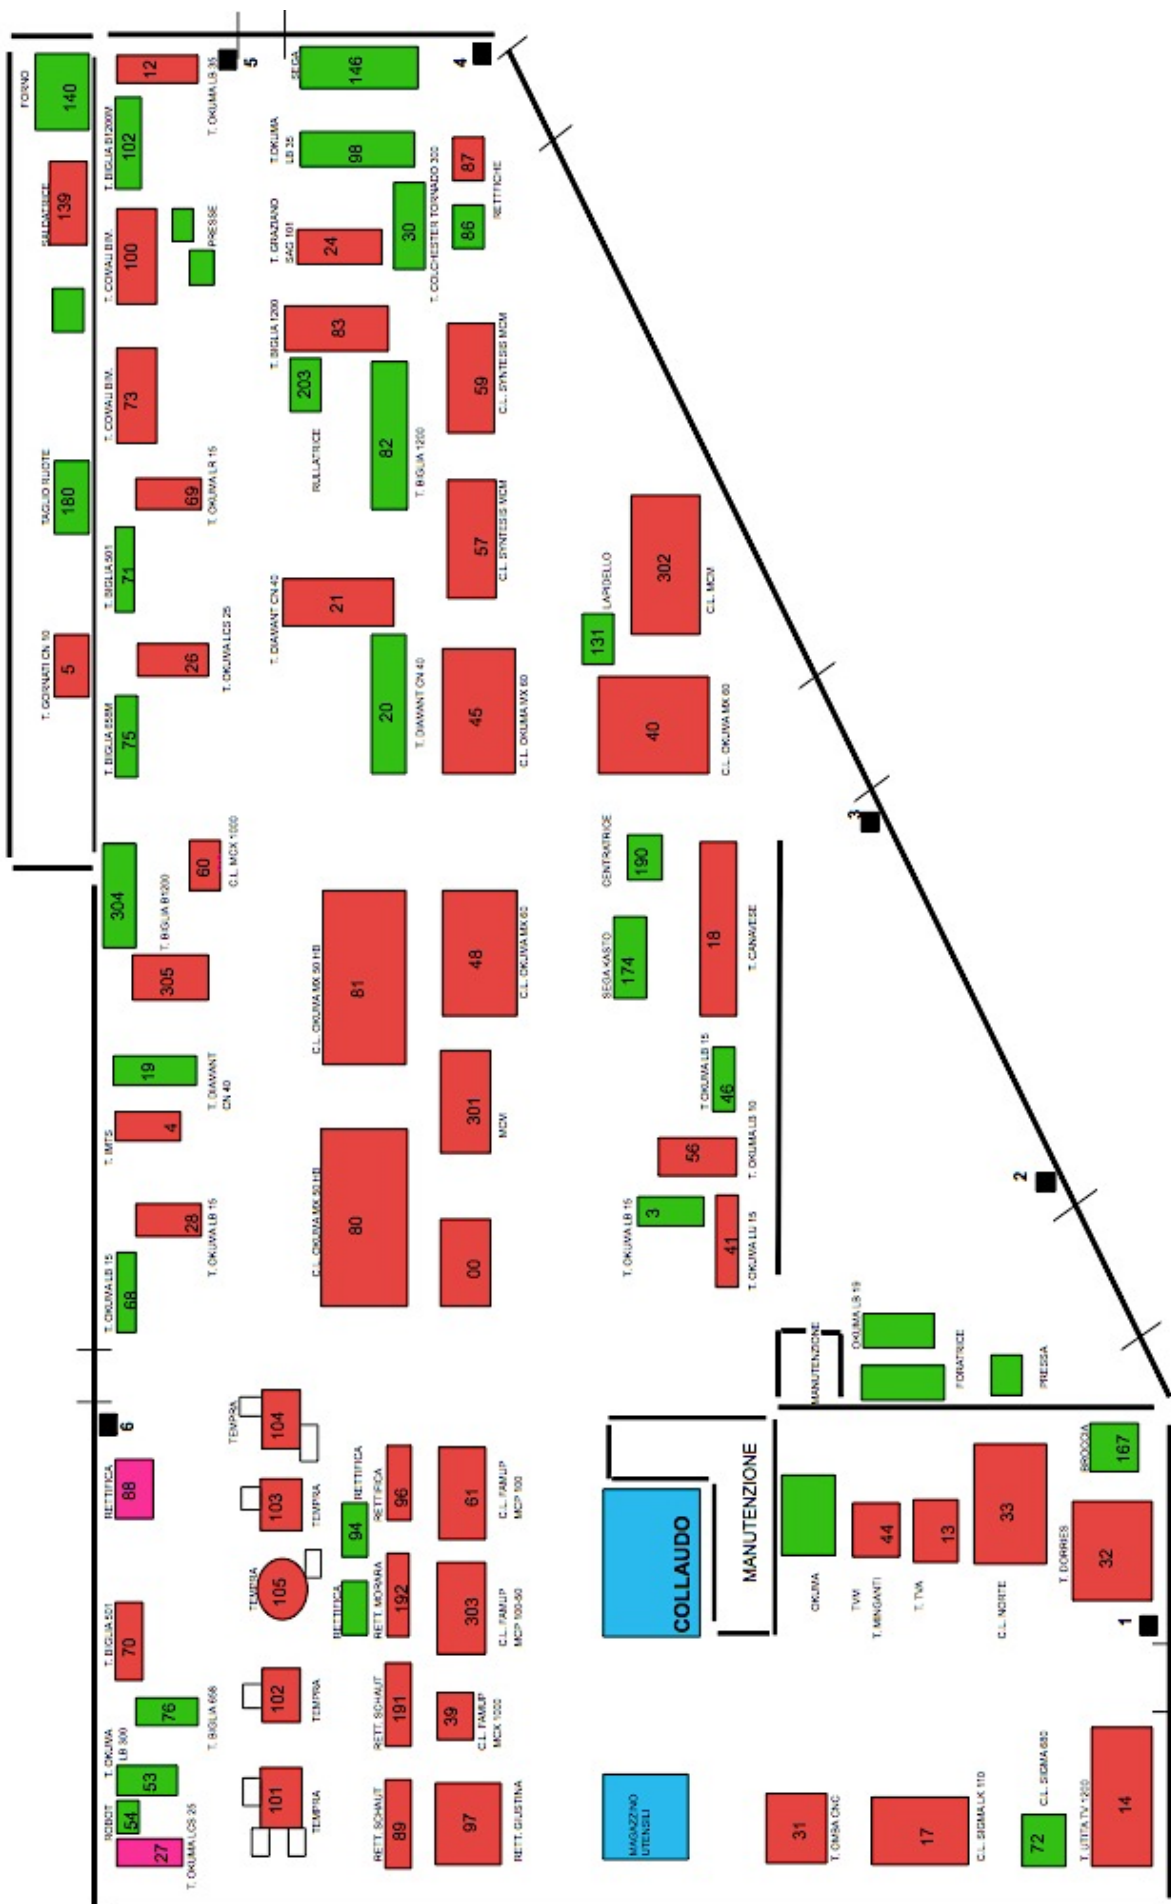 FORNO
140
12
T. OKUMA LB 35
5
SEGA
146
4
T. BIGLIA B1200M
102
T.OKUMA
LB 35
98
87
RETTIFICHE
86
SALDATRICE
139
T. COMAU BIM.
100
PRESSE
T. GRAZIANO
SAG 101
24
30
T. COLCHESTER TORNADO 300
T. BIGLIA 1200
83
203
RULLATRICE
82
T. BIGLIA 1200
59
C.L. SYNTESIS MCM
T. COMAU BIM.
73
TAGLIO RUOTE
180
69
T. OKUMA LR 15
T. BIGLIA 501
71
57
C.L. SYNTESIS MCM
302
C.L. MCM
LAPIDELLO
131
T. GORNATI CN 10
5
26
T. OKUMA LCS 25
T. DIAMANT CN 40
21
20
T. DIAMANT CN 40
45
C.L. OKUMA MX 60
40
C.L. OKUMA MX 60
T. BIGLIA 658M
75
3
304
T. BIGLIA B1200
60
C.L. MCX 1000
305
C.L. OKUMA MX 50 HB
81
48
C.L. OKUMA MX 60
CENTRATRICE
190
SEGA KASTO
174
18
T. CANAVESE
19
T. DIAMANT
CN 40
T. IMTS
4
301
MCM
T OKUMA LB 15
46
56
T. OKUMA LB 10
2
28
T. OKUMA LB 15
T. OKUMA LB 15
68
C.L. OKUMA MX 50 HB
80
00
T. OKUMA LB 15
3
41
T. OKUMA LU 15
MANUTENZIONE
OKUMA LB 19
FORATRICE
PRESSA
6
RETTIFICA
88
TEMPRA
104
103
TEMPRA
TEMPRA
105
RETTIFICA
94
RETTIFICA
96
RETTIFICA
RETT. MORARA
192
61
C.L. FAMUP
MCP 100
303
C.L. FAMUP
MCP 100-50
COLLAUDO
MANUTENZIONE
OKUMA
44
TVM
T. MINGANTI
13
T. TVA
33
C.L. NORTE
BROCCIA
167
T. DORRIES
32
1
T. BIGLIA 501
70
76
T. BIGLIA 658
102
TEMPRA
RETT. SCHAUT
191
39
C.L. FAMUP
MCX 1000
T. OKUMA
LB 300
53
ROBOT
54
27
T. OKUMA LCS 25
101
TEMPRA
RETT. SCHAUT
89
97
RETT. GIUSTINA
MAGAZZINO
UTENSILI
31
T. OMBA CNC
17
C.L. SIGMA LK 110
C.L. SIGMA 680
72
T. UTITA TV 1200
14